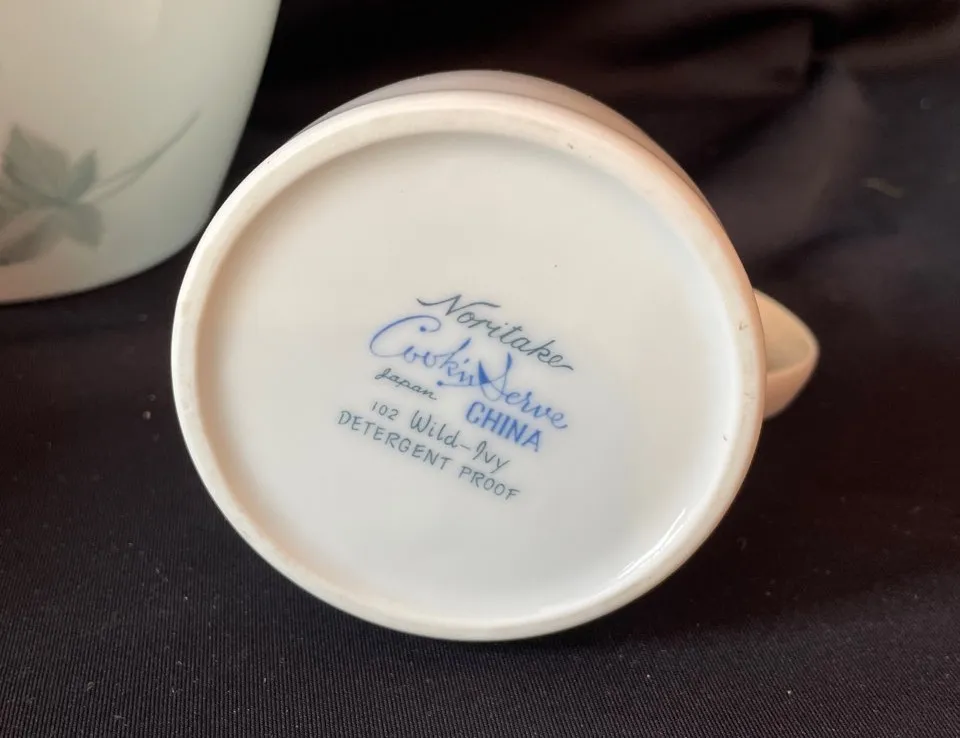 Noritake
Cook'n Serve
Japan
CHINA
102 Wild-Ivy
DETERGENT PROOF